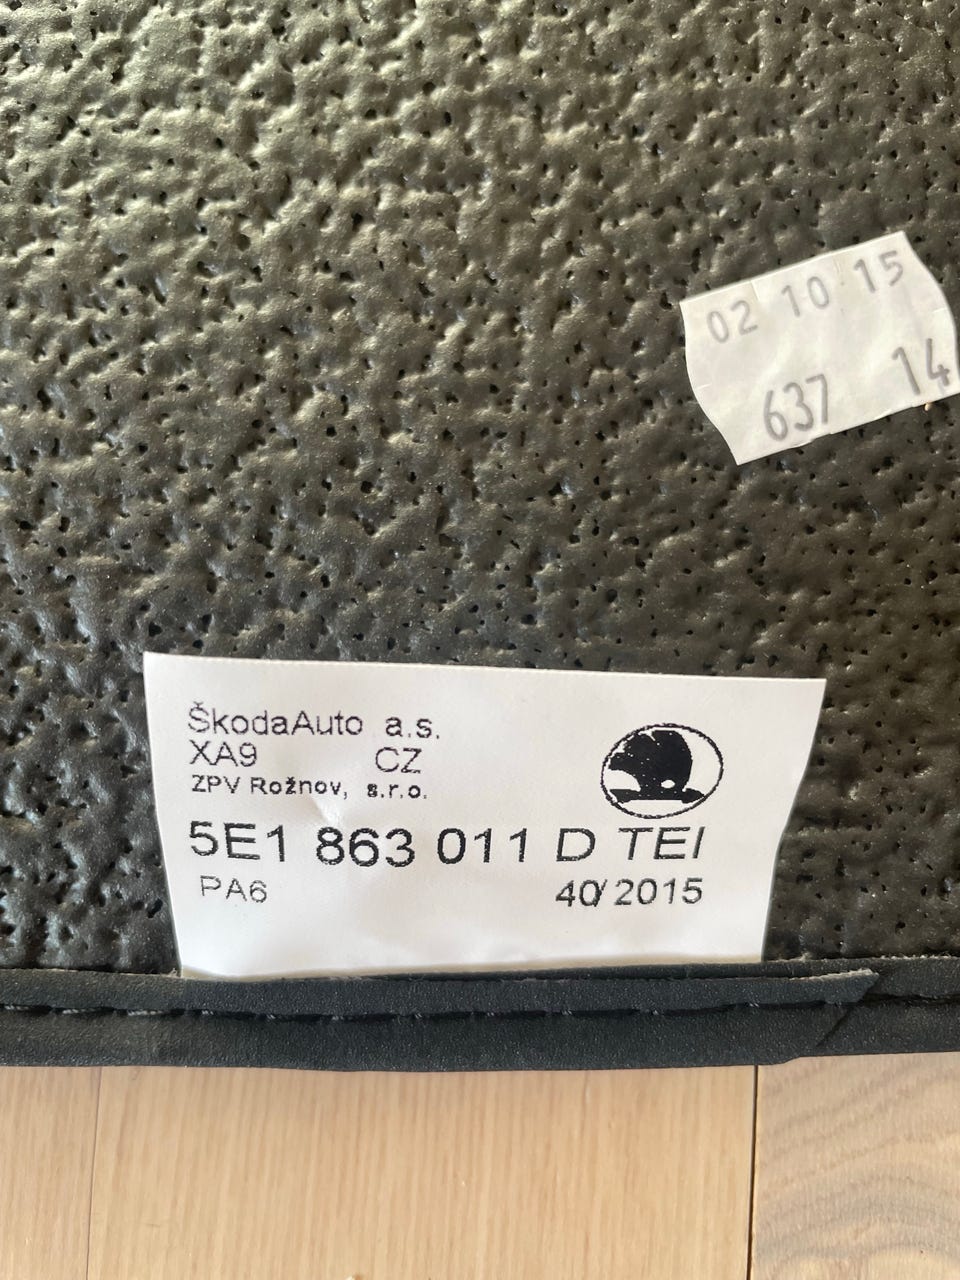 02 10 15
637 14
ŠkodaAuto a.s.
XA9 CZ
ZPV Rožnov, s.r.o.
5E1 863 011 D TEI
PA6 40/2015